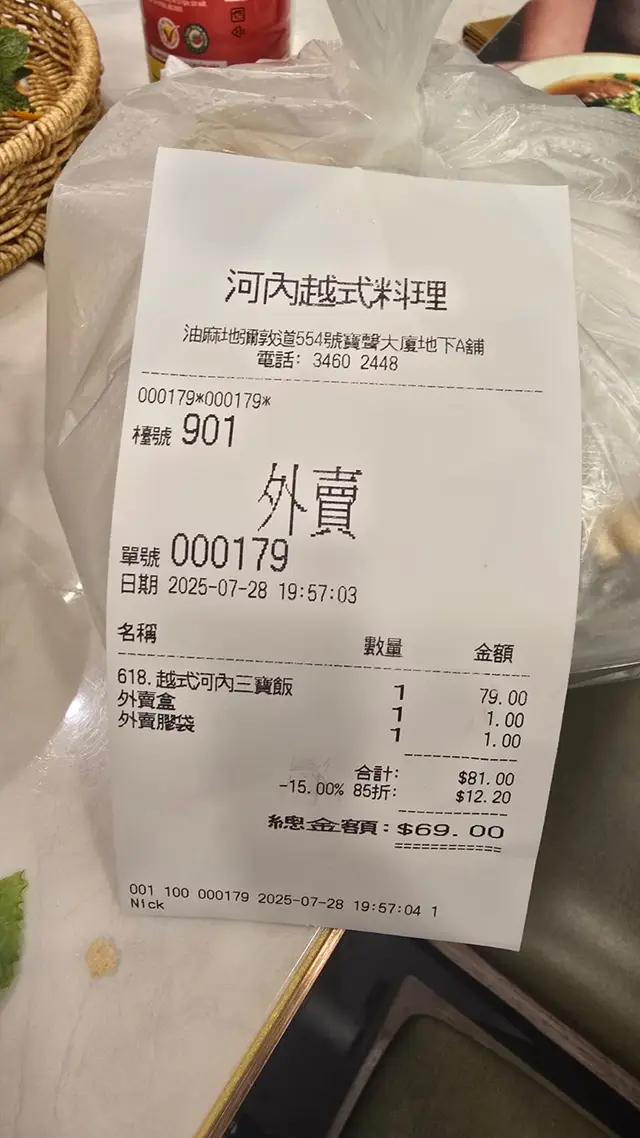 河內越式料理
油麻地彌敦道554號寶聲大廈地下A舖
電話: 3460 2448
000179*000179*
檯號 901
外賣
單號 000179
日期 2025-07-28 19:57:03
名稱 數量 金額
618.越式河內三寶飯 1 79.00
外賣盒 1 1.00
外賣膠袋 1 1.00
合計: $81.00
-15.00% 85折: $12.20
總金額: $69.00
============
001 100 000179 2025-07-28 19:57:04 1
Nick